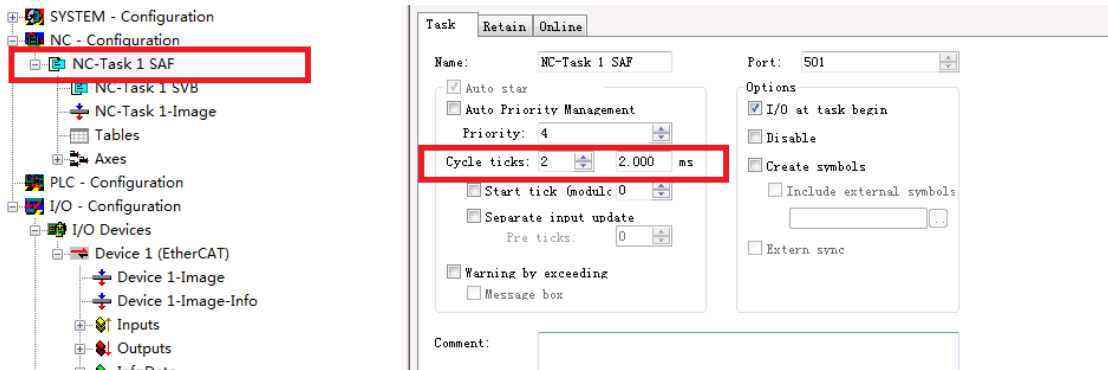 SYSTEM - Configuration
NC - Configuration
NC-Task 1 SAF
NC-Task 1 SVB
NC-Task 1-Image
Tables
Axes
PLC - Configuration
I/O - Configuration
I/O Devices
Device 1 (EtherCAT)
Device 1-Image
Device 1-Image-Info
Inputs
Outputs
InfoData
Task Retain Online
Name: NC-Task 1 SAF Port: 501
Auto star Options
Auto Priority Management I/O at task begin
Priority: 4 Disable
Cycle ticks: 2 2.000 ms Create symbols
Start tick (modulc 0 Include external symbols
Separate input update ..
Pre ticks: 0 Extern sync
Warning by exceeding
Message box
Comment: